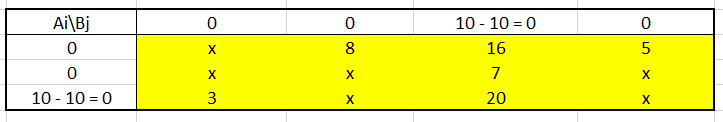 Ai\Bj 0 0 10 - 10 = 0 0
0 x 8 16 5
0 x x 7 x
10 - 10 = 0 3 x 20 x